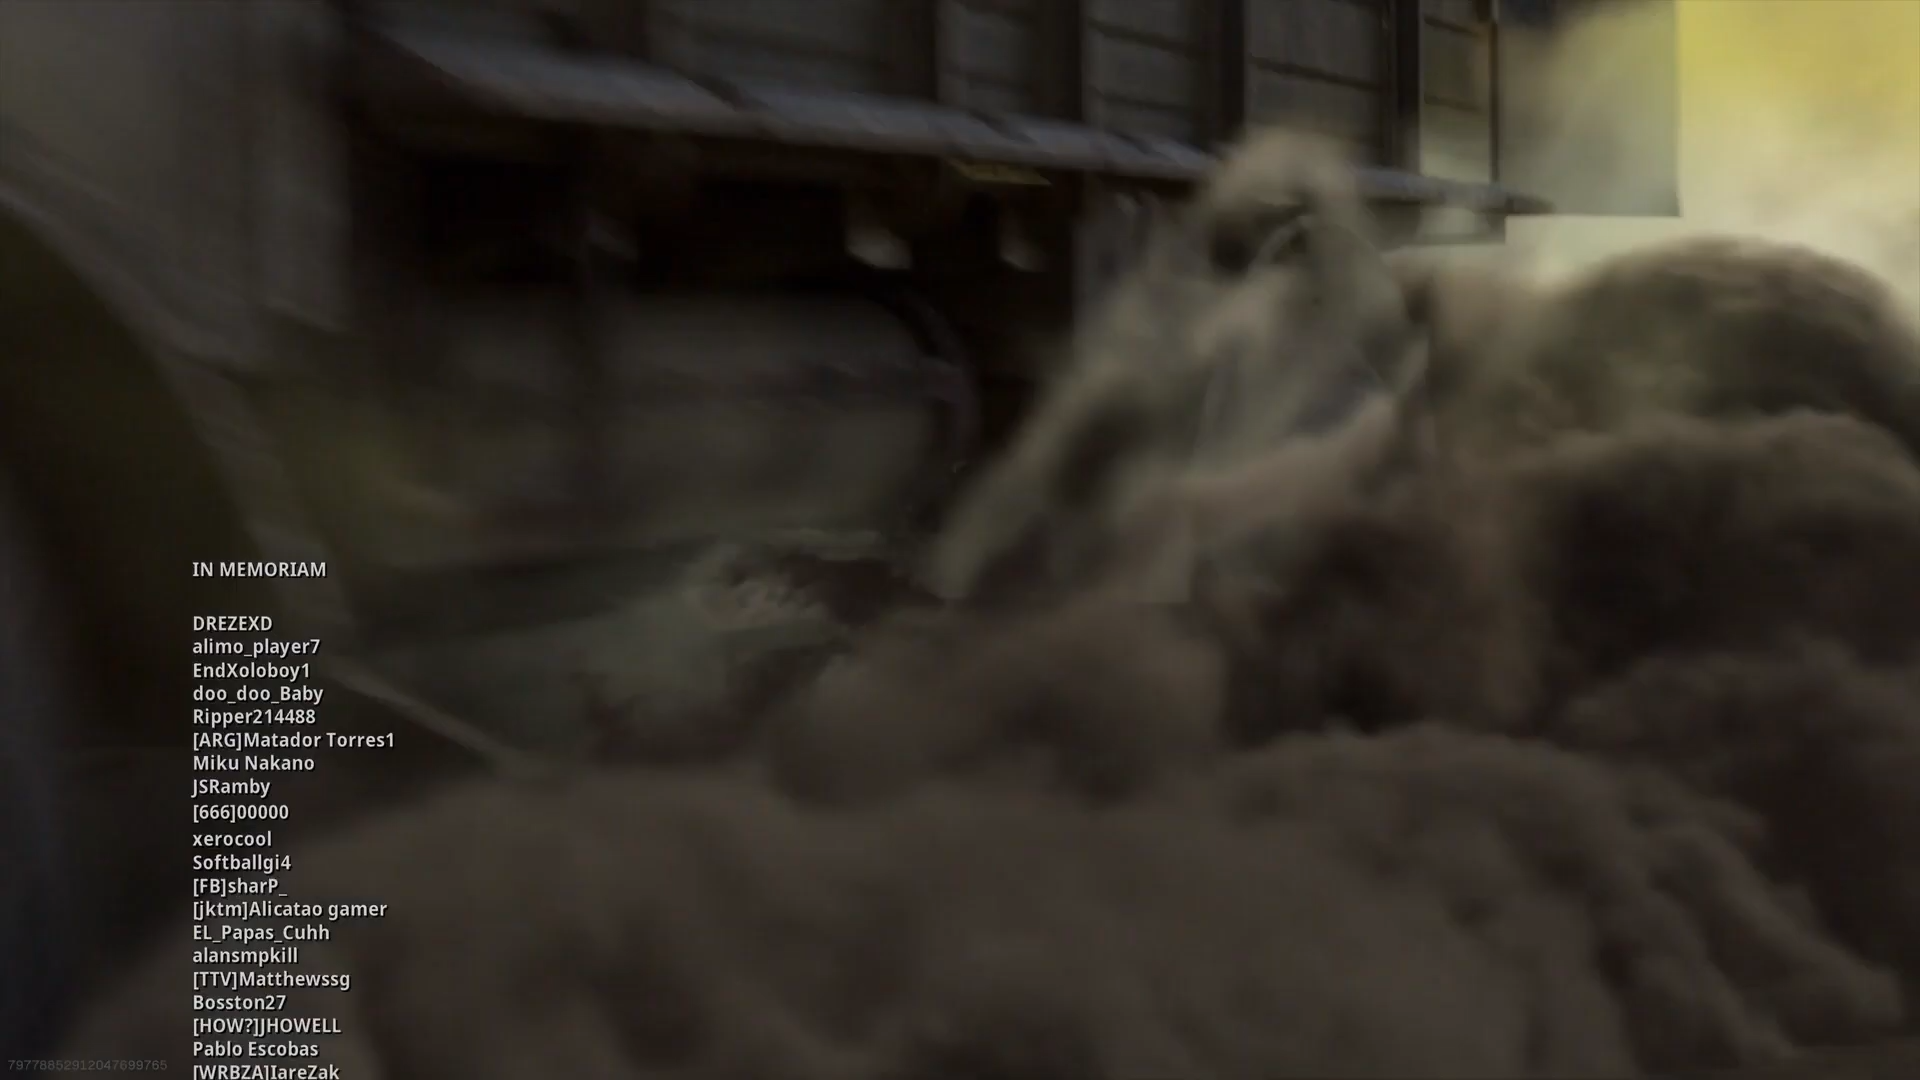 IN MEMORIAM
DREZEXD
alimo_player7
EndXoloboy1
doo_doo_Baby
Ripper214488
[ARG]Matador Torres1
Miku Nakano
JSRamby
[666]00000
xerocool
Softballgi4
[FB]sharP_
[jktm]Alicatao gamer
EL_Papas_Cuhh
alansmpkill
[TTV]Matthewssg
Bosston27
[HOW?]JHOWELL
Pablo Escobas
[WRBZA]IareZak
79778852912047699765